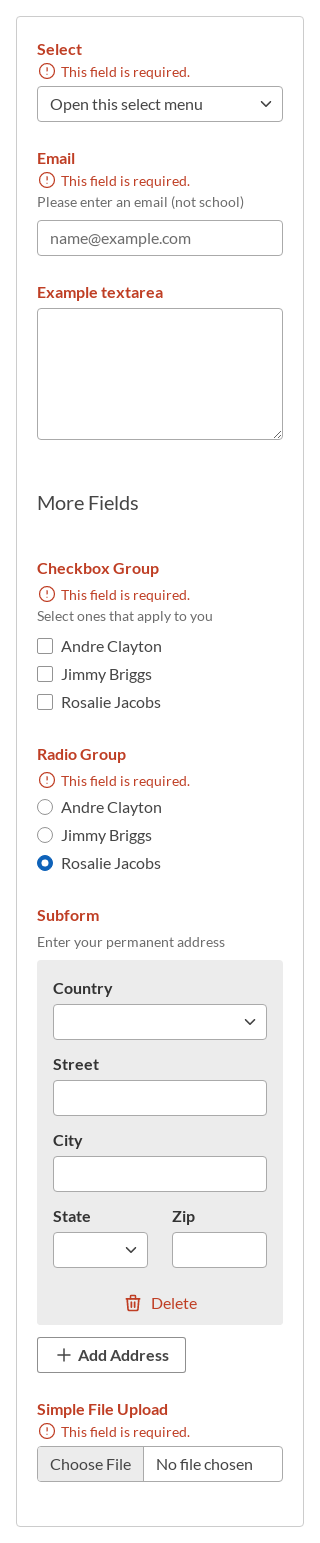 Select
This field is required.
Open this select menu
Email
This field is required.
Please enter an email (not school)
name@example.com
Example textarea
More Fields
Checkbox Group
This field is required.
Select ones that apply to you
Andre Clayton
Jimmy Briggs
Rosalie Jacobs
Radio Group
This field is required.
Andre Clayton
Jimmy Briggs
Rosalie Jacobs
Subform
Enter your permanent address
Country
Street
City
State Zip
Delete
Add Address
Simple File Upload
This field is required.
Choose File No file chosen